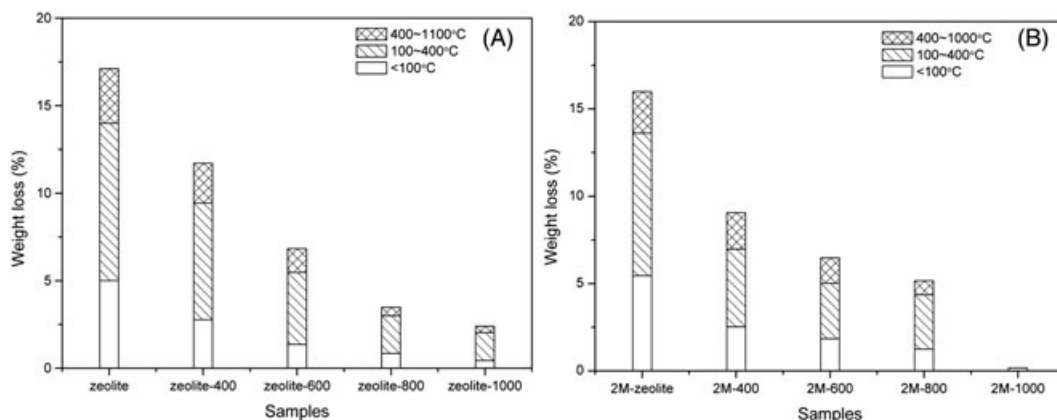 (A)
400~1100°C
100~400°C
<100°C
Weight loss (%)
20
15
10
5
0
zeolite zeolite-400 zeolite-600 zeolite-800 zeolite-1000
Samples
(B)
400~1000°C
100~400°C
<100°C
Weight loss (%)
20
15
10
5
0
2M-zeolite 2M-400 2M-600 2M-800 2M-1000
Samples